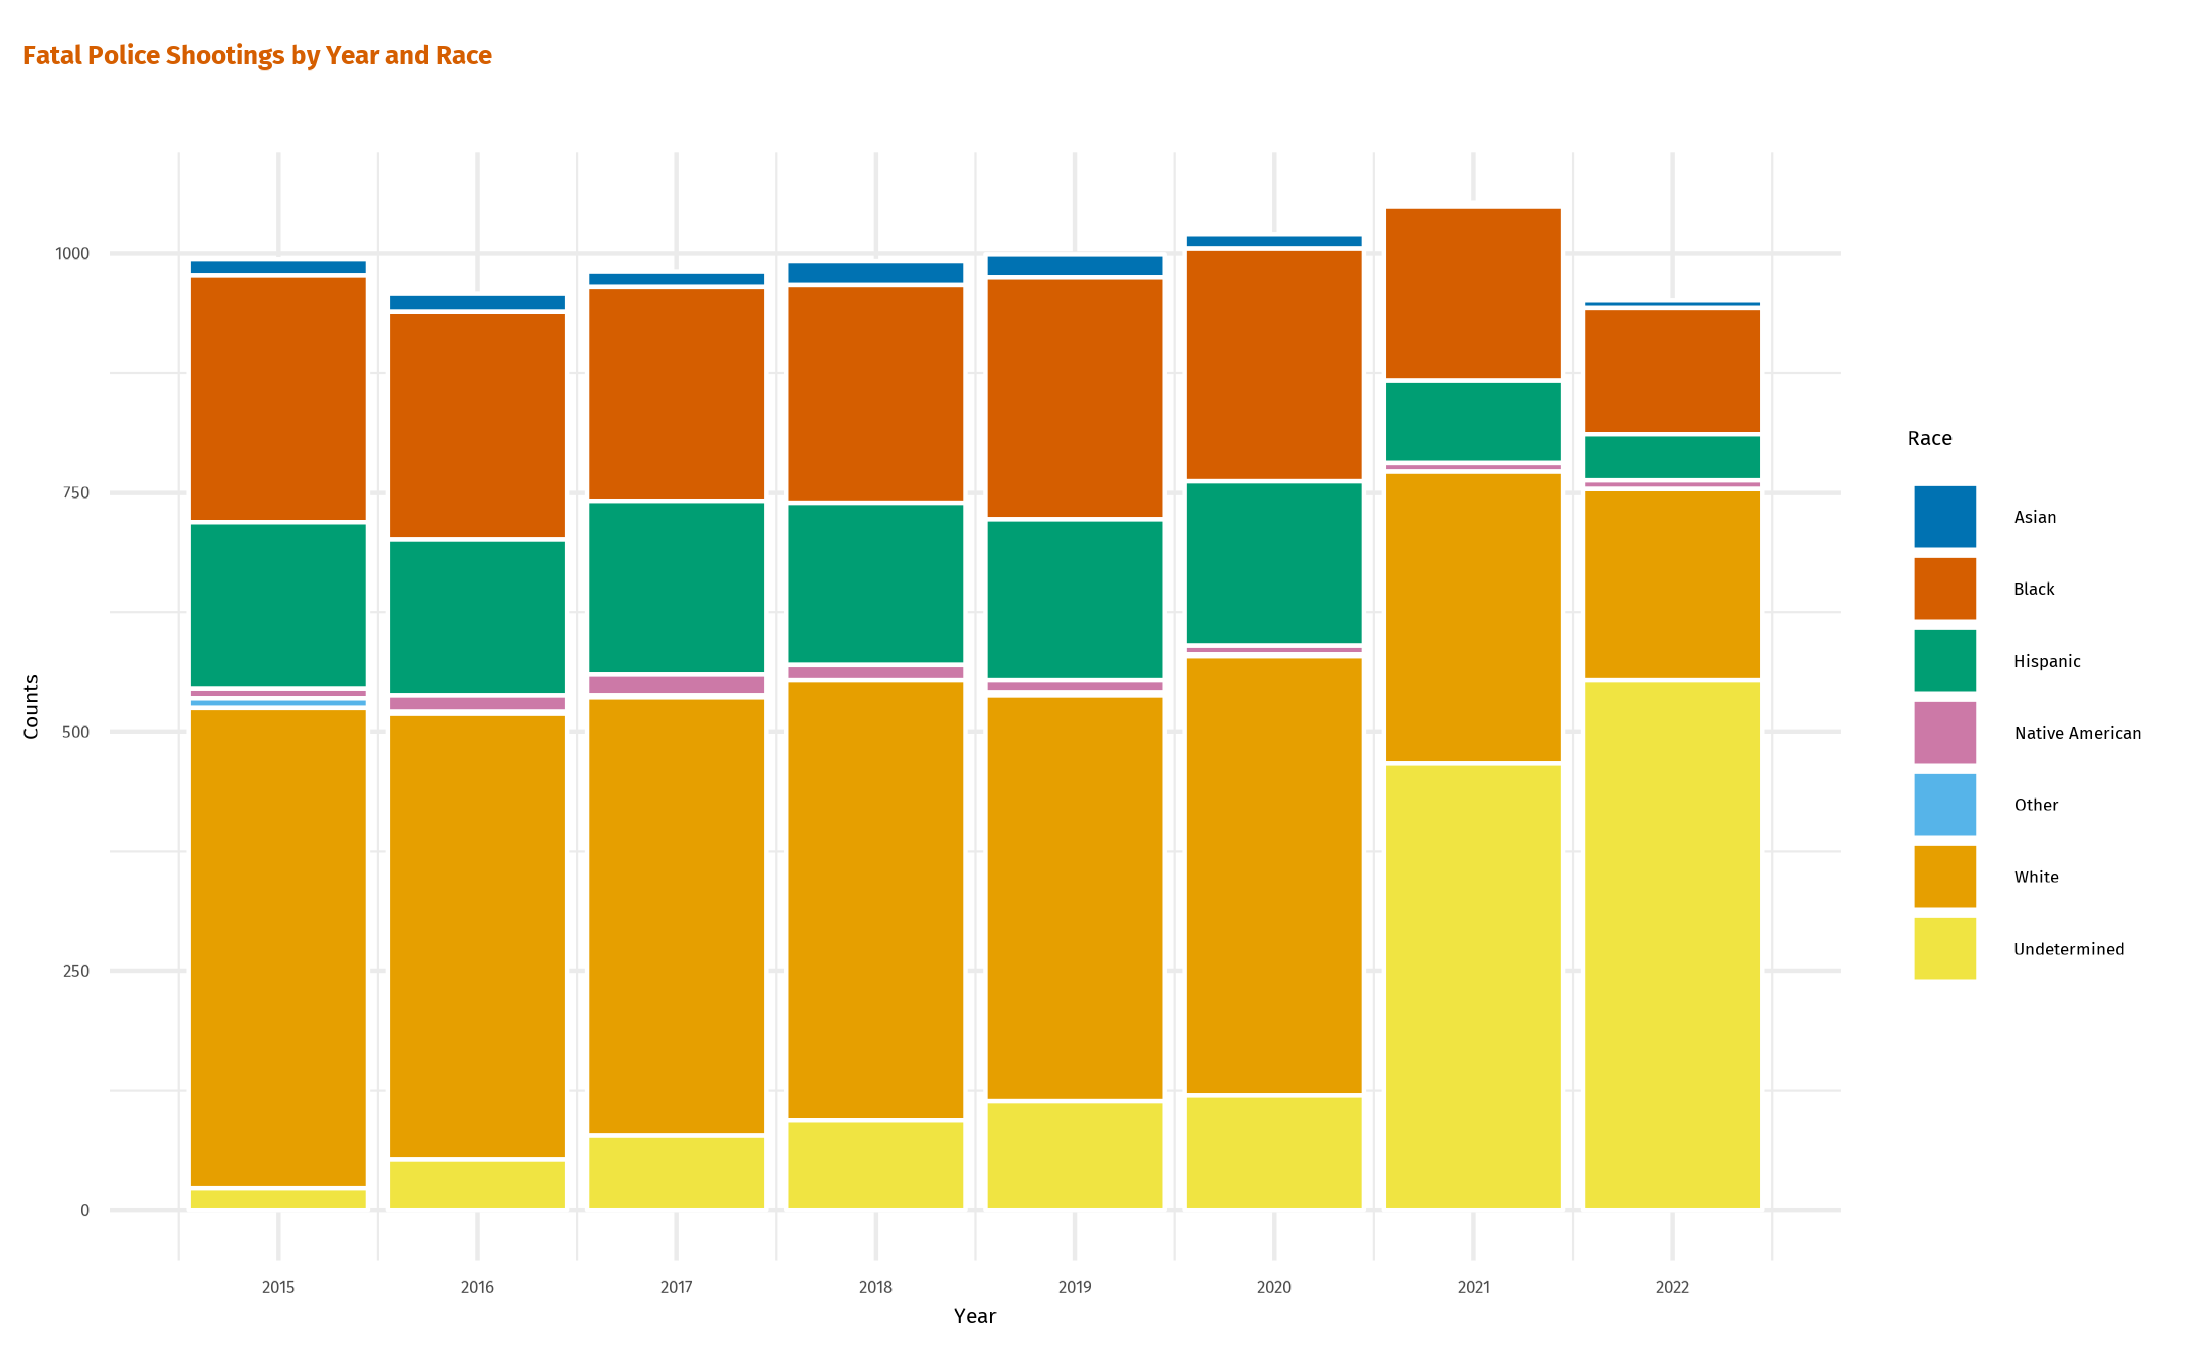 Fatal Police Shootings by Year and Race
1000
750
500
250
0
Counts
2015 2016 2017 2018 2019 2020 2021 2022
Year
Race
Asian
Black
Hispanic
Native American
Other
White
Undetermined